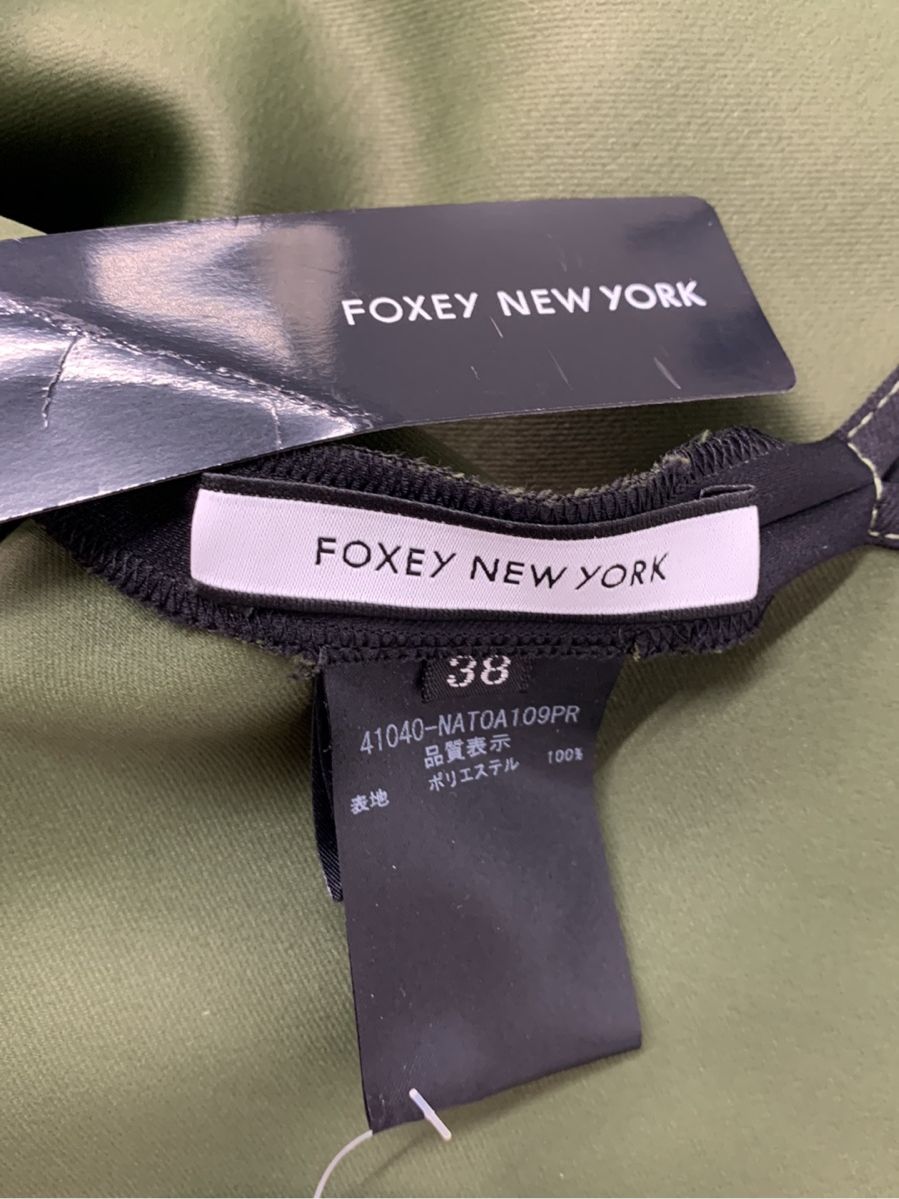 FOXEY NEW YORK
FOXEY NEW YORK
38
41040-NATOA109PR
品質表示
表地 ポリエステル 100%